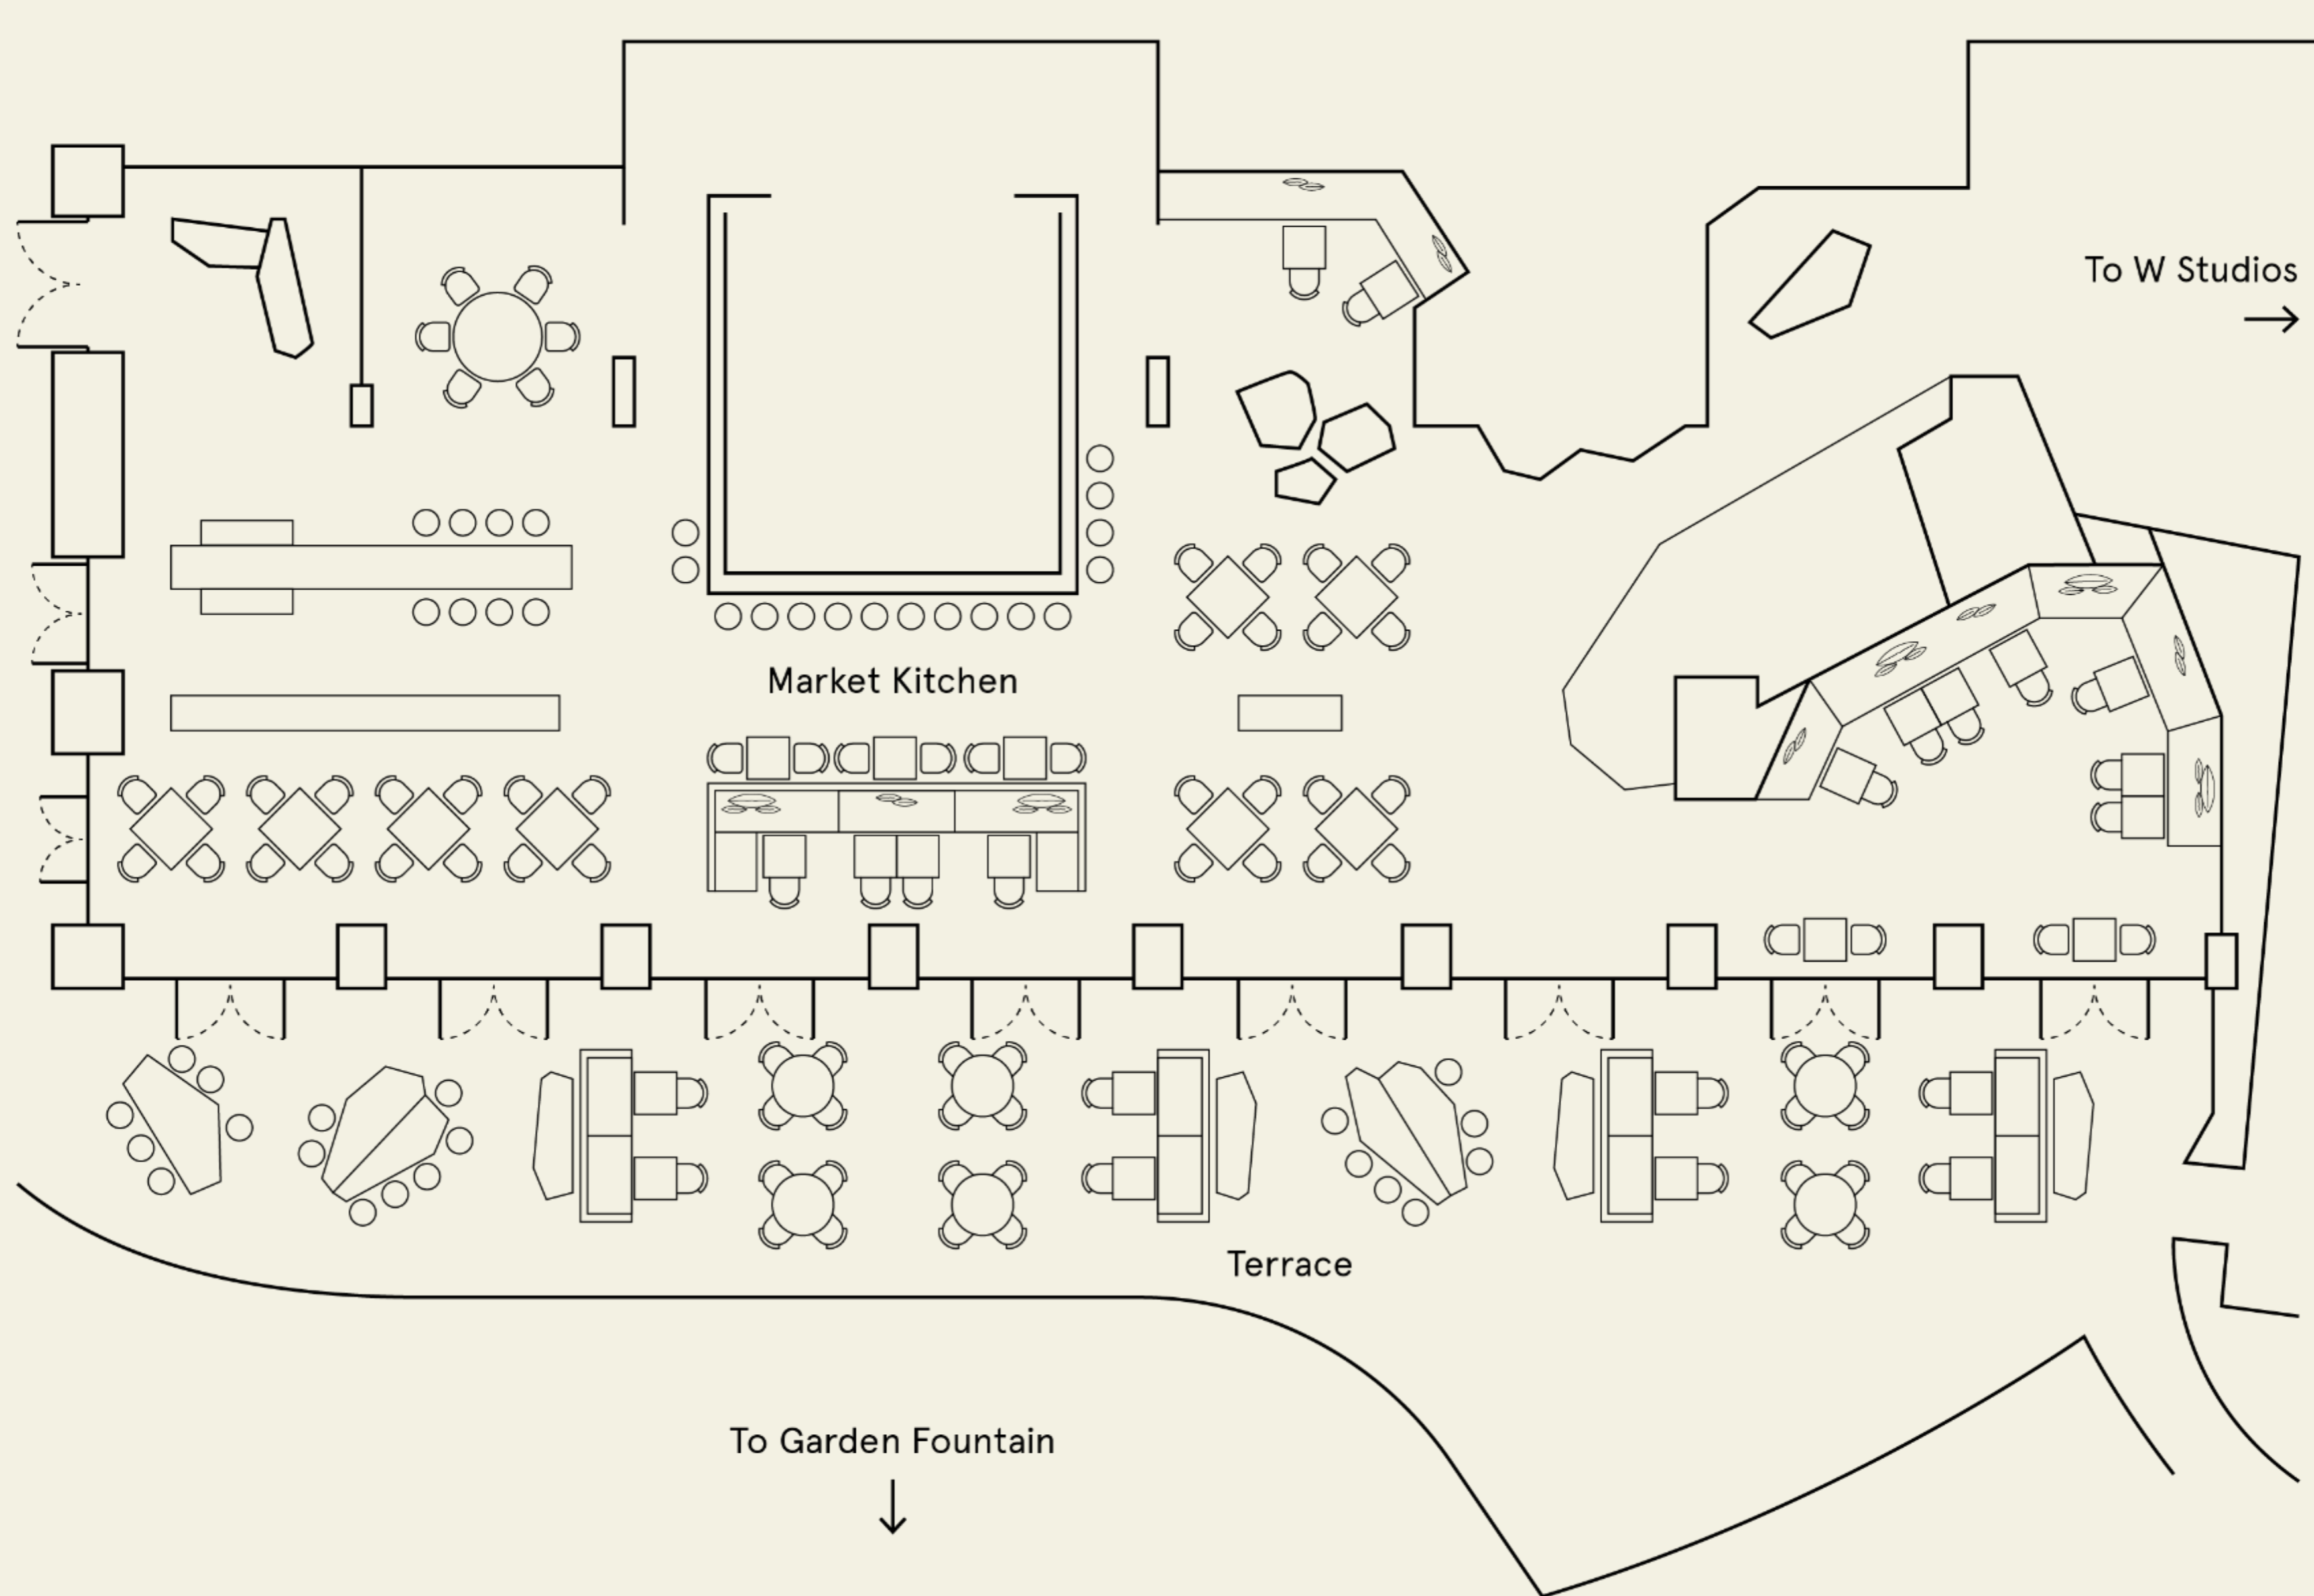 To W Studios
→
Market Kitchen
Terrace
To Garden Fountain
↓